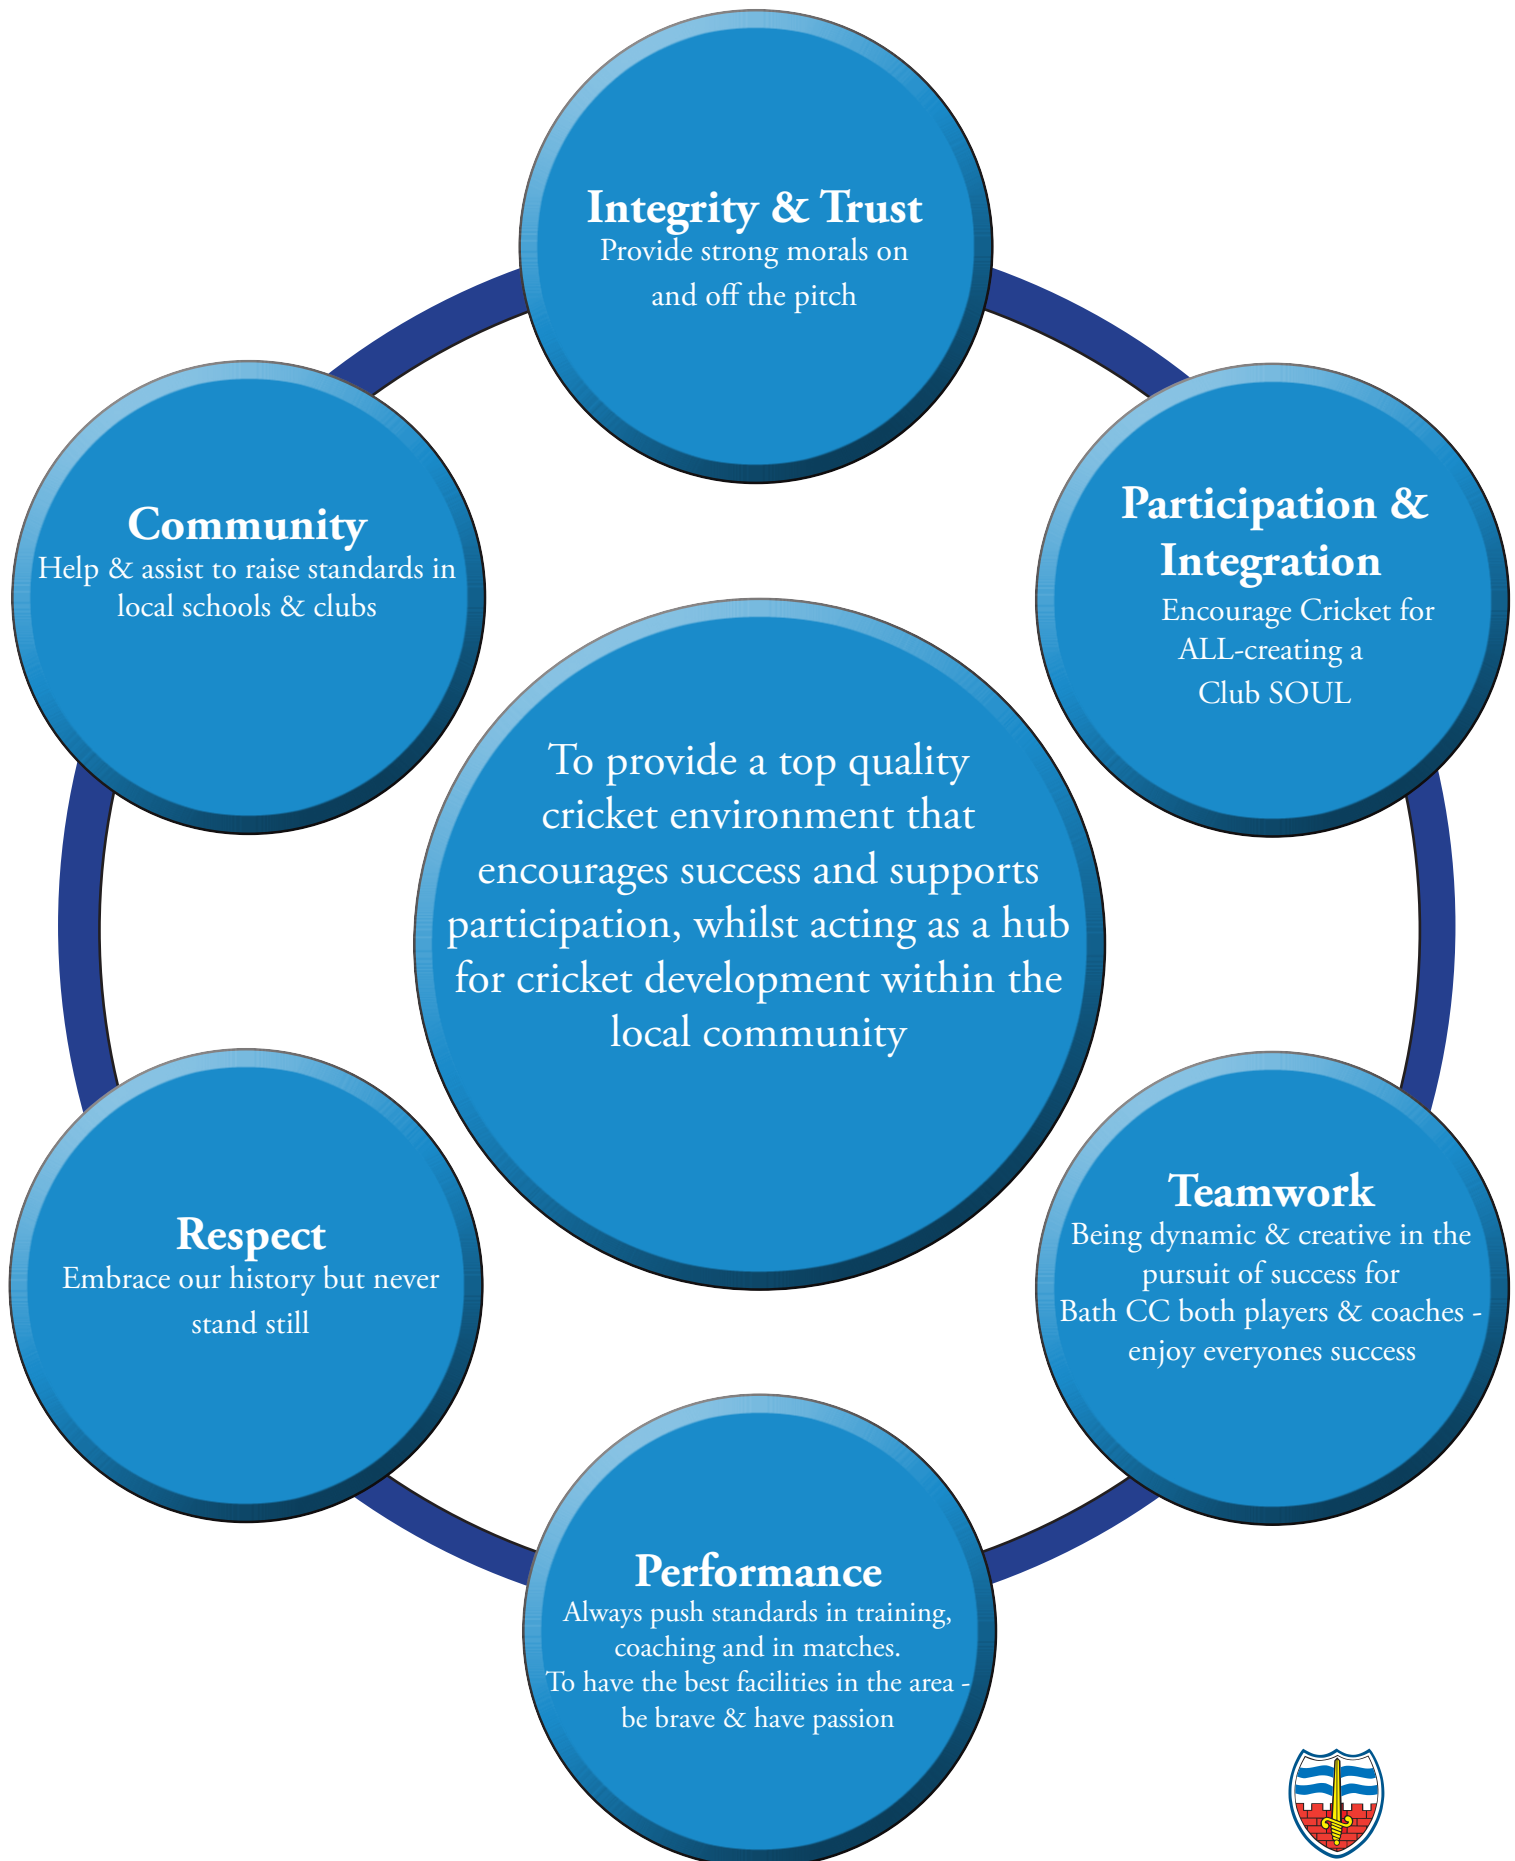 Integrity & Trust
Provide strong morals on
and off the pitch
Participation &
Integration
Encourage Cricket for
ALL-creating a
Club SOUL
Teamwork
Being dynamic & creative in the
pursuit of success for
Bath CC both players & coaches -
enjoy everyones success
Performance
Always push standards in training,
coaching and in matches.
To have the best facilities in the area -
be brave & have passion
Respect
Embrace our history but never
stand still
Community
Help & assist to raise standards in
local schools & clubs
To provide a top quality
cricket environment that
encourages success and supports
participation, whilst acting as a hub
for cricket development within the
local community